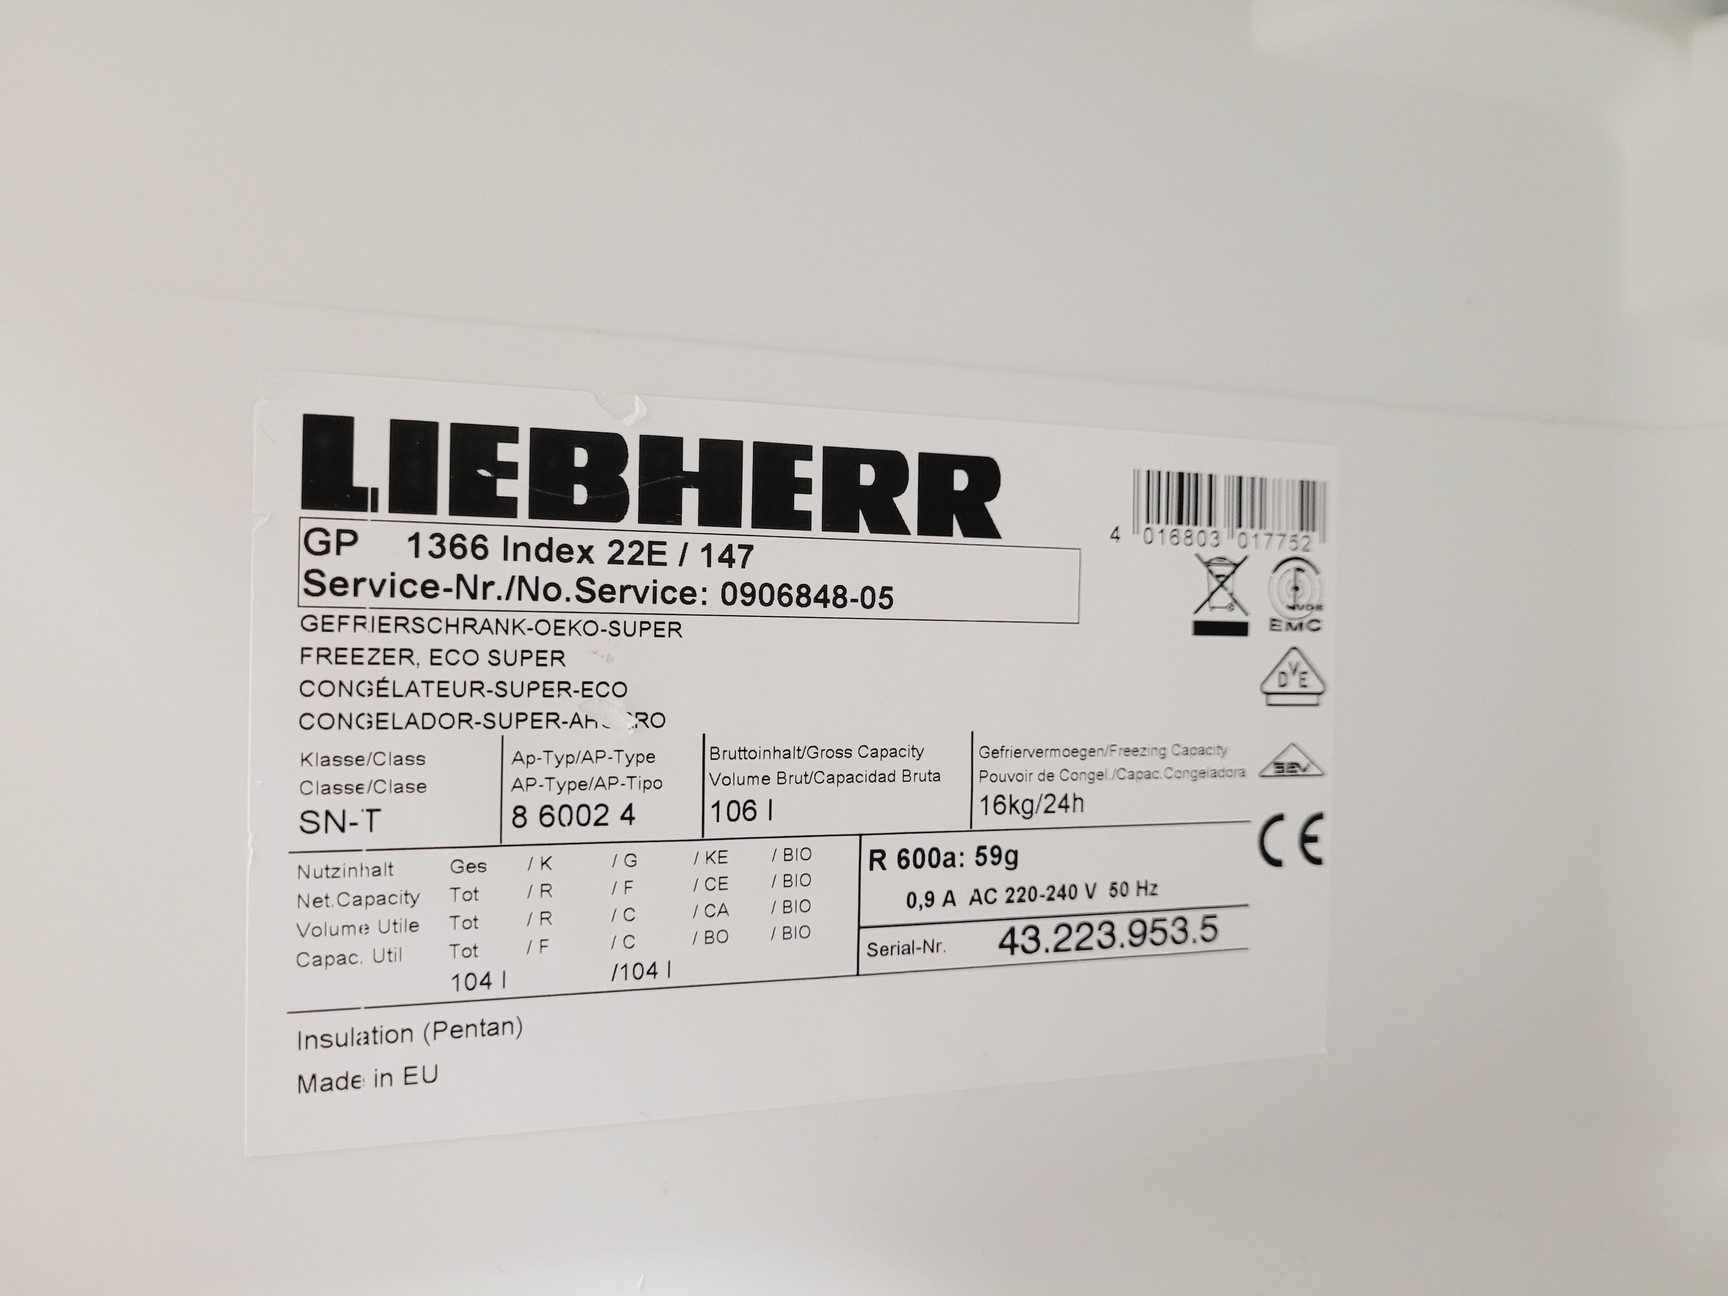 LIEBHERR
GP 1366 Index 22E / 147
Service-Nr./No.Service: 0906848-05
4 016803 017752
EMC
DVE
SEV
CE
GEFRIERSCHRANK-OEKO-SUPER
FREEZER, ECO SUPER
CONGÉLATEUR-SUPER-ECO
CONGELADOR-SUPER-
Klasse/Class
Classe/Clase
SN-T
Ap-Typ/AP-Type
AP-Type/AP-Tipo
8 6002 4
Bruttoinhalt/Gross Capacity
Volume Brut/Capacidad Bruta
106 l
Gefriervermoegen/Freezing Capacity
Pouvoir de Congel./Capac.Congeladora
16kg/24h
Nutzinhalt Ges / K / G / KE / BIO
Net.Capacity Tot / R / F / CE / BIO
Volume Utile Tot / R / C / CA / BIO
Capac. Util Tot / F / C / BO / BIO
104 l /104 l
R 600a: 59g
0,9 A AC 220-240 V 50 Hz
Serial-Nr. 43.223.953.5
Insulation (Pentan)
Made in EU